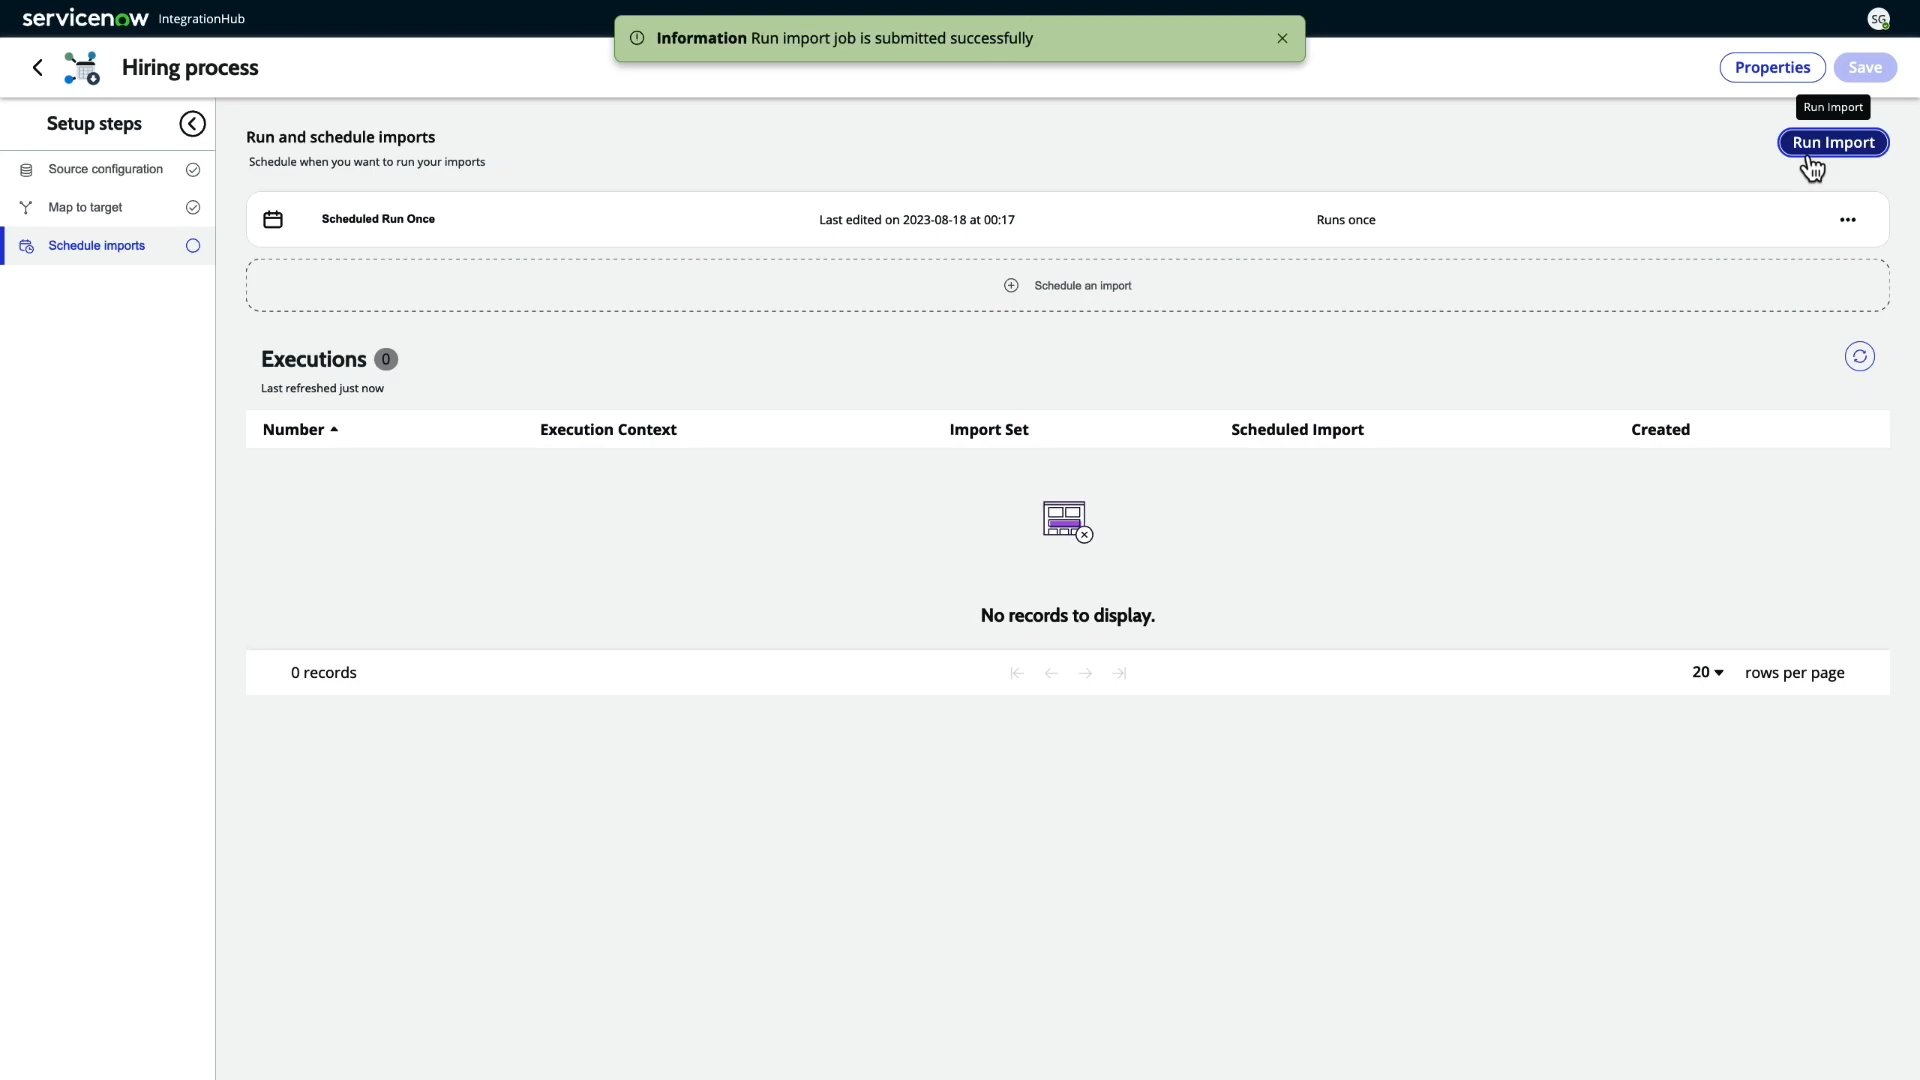 servicenow IntegrationHub
SG
Information Run import job is submitted successfully
Hiring process
Properties
Save
Setup steps
Run Import
Source configuration
Map to target
Schedule imports
Run and schedule imports
Run Import
Schedule when you want to run your imports
Scheduled Run Once
Last edited on 2023-08-18 at 00:17
Runs once
Schedule an import
Executions 0
Last refreshed just now
Number
Execution Context
Import Set
Scheduled Import
Created
No records to display.
0 records
20
rows per page